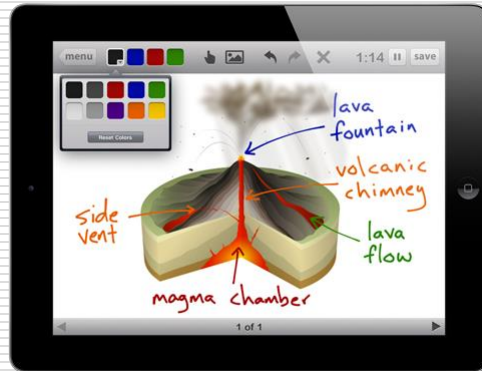 menu
1:14
save
Reset Colors
lava
fountain
volcanic
chimney
side
vent
lava
flow
magma chamber
1 of 1